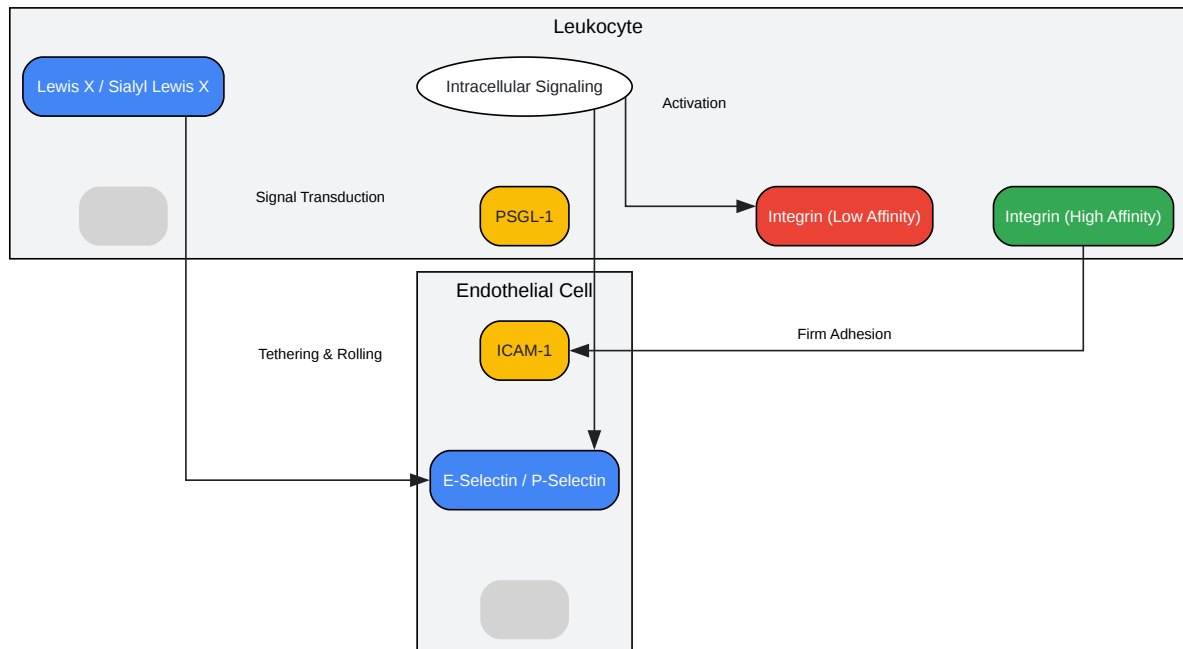 Leukocyte
Lewis X / Sialyl Lewis X
Intracellular Signaling
Activation
Signal Transduction
PSGL-1
Integrin (Low Affinity)
Integrin (High Affinity)
Endothelial Cell
ICAM-1
Firm Adhesion
Tethering & Rolling
E-Selectin / P-Selectin